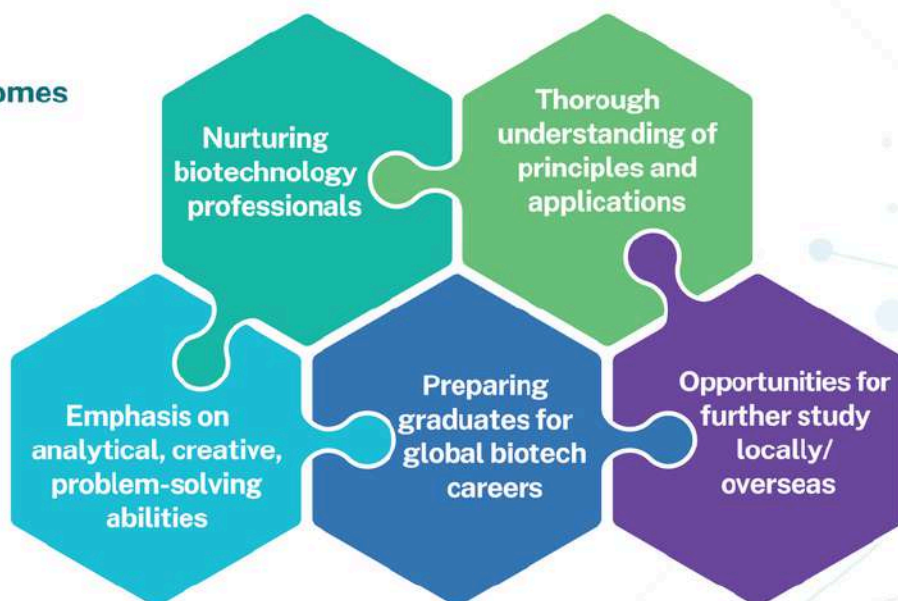 Nurturing
biotechnology
professionals
Thorough
understanding of
principles and
applications
Emphasis on
analytical, creative,
problem-solving
abilities
Preparing
graduates for
global biotech
careers
Opportunities for
further study
locally/
overseas